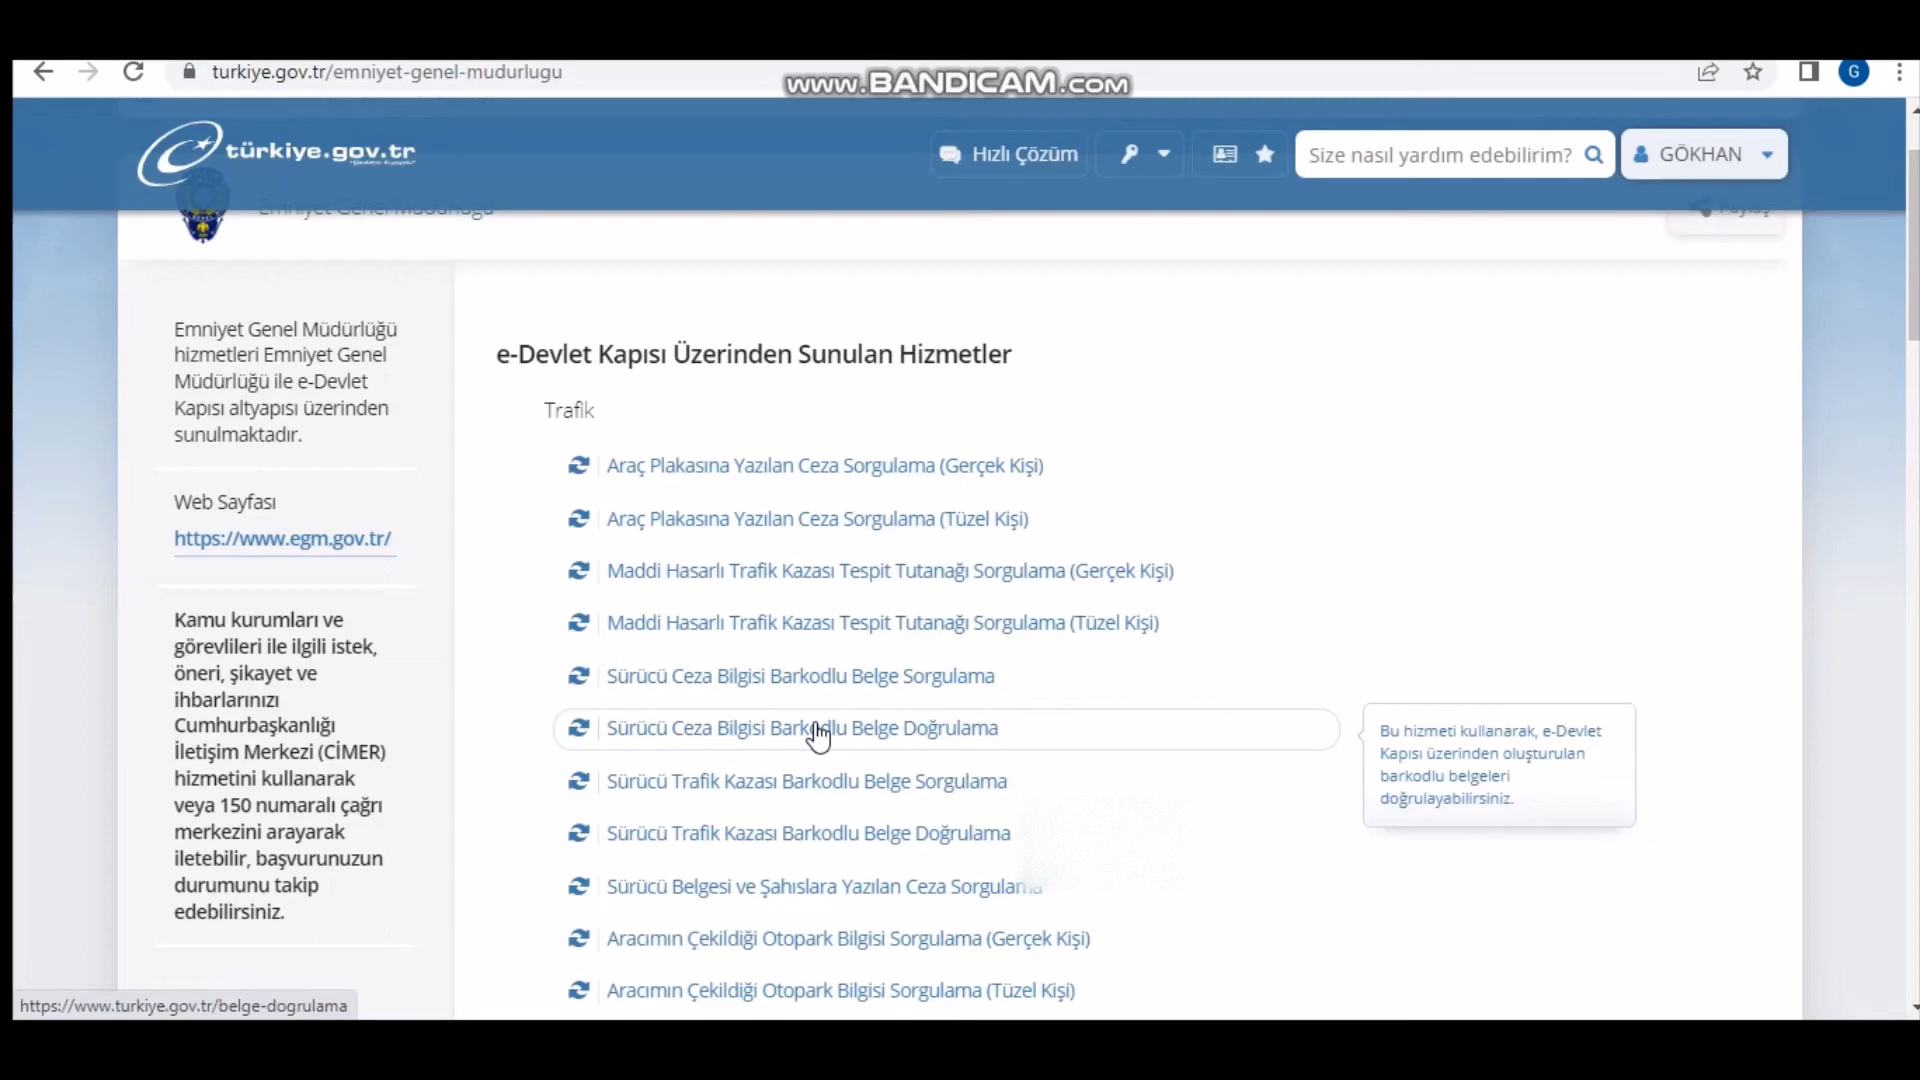 turkiye.gov.tr/emniyet-genel-mudurlugu
www.BANDICAM.com
G
türkiye.gov.tr
Hızlı Çözüm
Size nasıl yardım edebilirim?
GÖKHAN
Emniyet Genel Müdürlüğü
Paylaş
Emniyet Genel Müdürlüğü
hizmetleri Emniyet Genel
Müdürlüğü ile e-Devlet
Kapısı altyapısı üzerinden
sunulmaktadır.
Web Sayfası
https://www.egm.gov.tr/
Kamu kurumları ve
görevlileri ile ilgili istek,
öneri, şikayet ve
ihbarlarınızı
Cumhurbaşkanlığı
İletişim Merkezi (CİMER)
hizmetini kullanarak
veya 150 numaralı çağrı
merkezini arayarak
iletebilir, başvurunuzun
durumunu takip
edebilirsiniz.
e-Devlet Kapısı Üzerinden Sunulan Hizmetler
Trafik
Araç Plakasına Yazılan Ceza Sorgulama (Gerçek Kişi)
Araç Plakasına Yazılan Ceza Sorgulama (Tüzel Kişi)
Maddi Hasarlı Trafik Kazası Tespit Tutanağı Sorgulama (Gerçek Kişi)
Maddi Hasarlı Trafik Kazası Tespit Tutanağı Sorgulama (Tüzel Kişi)
Sürücü Ceza Bilgisi Barkodlu Belge Sorgulama
Sürücü Ceza Bilgisi Barkodlu Belge Doğrulama
Sürücü Trafik Kazası Barkodlu Belge Sorgulama
Sürücü Trafik Kazası Barkodlu Belge Doğrulama
Sürücü Belgesi ve Şahıslara Yazılan Ceza Sorgulama
Aracımın Çekildiği Otopark Bilgisi Sorgulama (Gerçek Kişi)
Aracımın Çekildiği Otopark Bilgisi Sorgulama (Tüzel Kişi)
Bu hizmeti kullanarak, e-Devlet
Kapısı üzerinden oluşturulan
barkodlu belgeleri
doğrulayabilirsiniz.
https://www.turkiye.gov.tr/belge-dogrulama